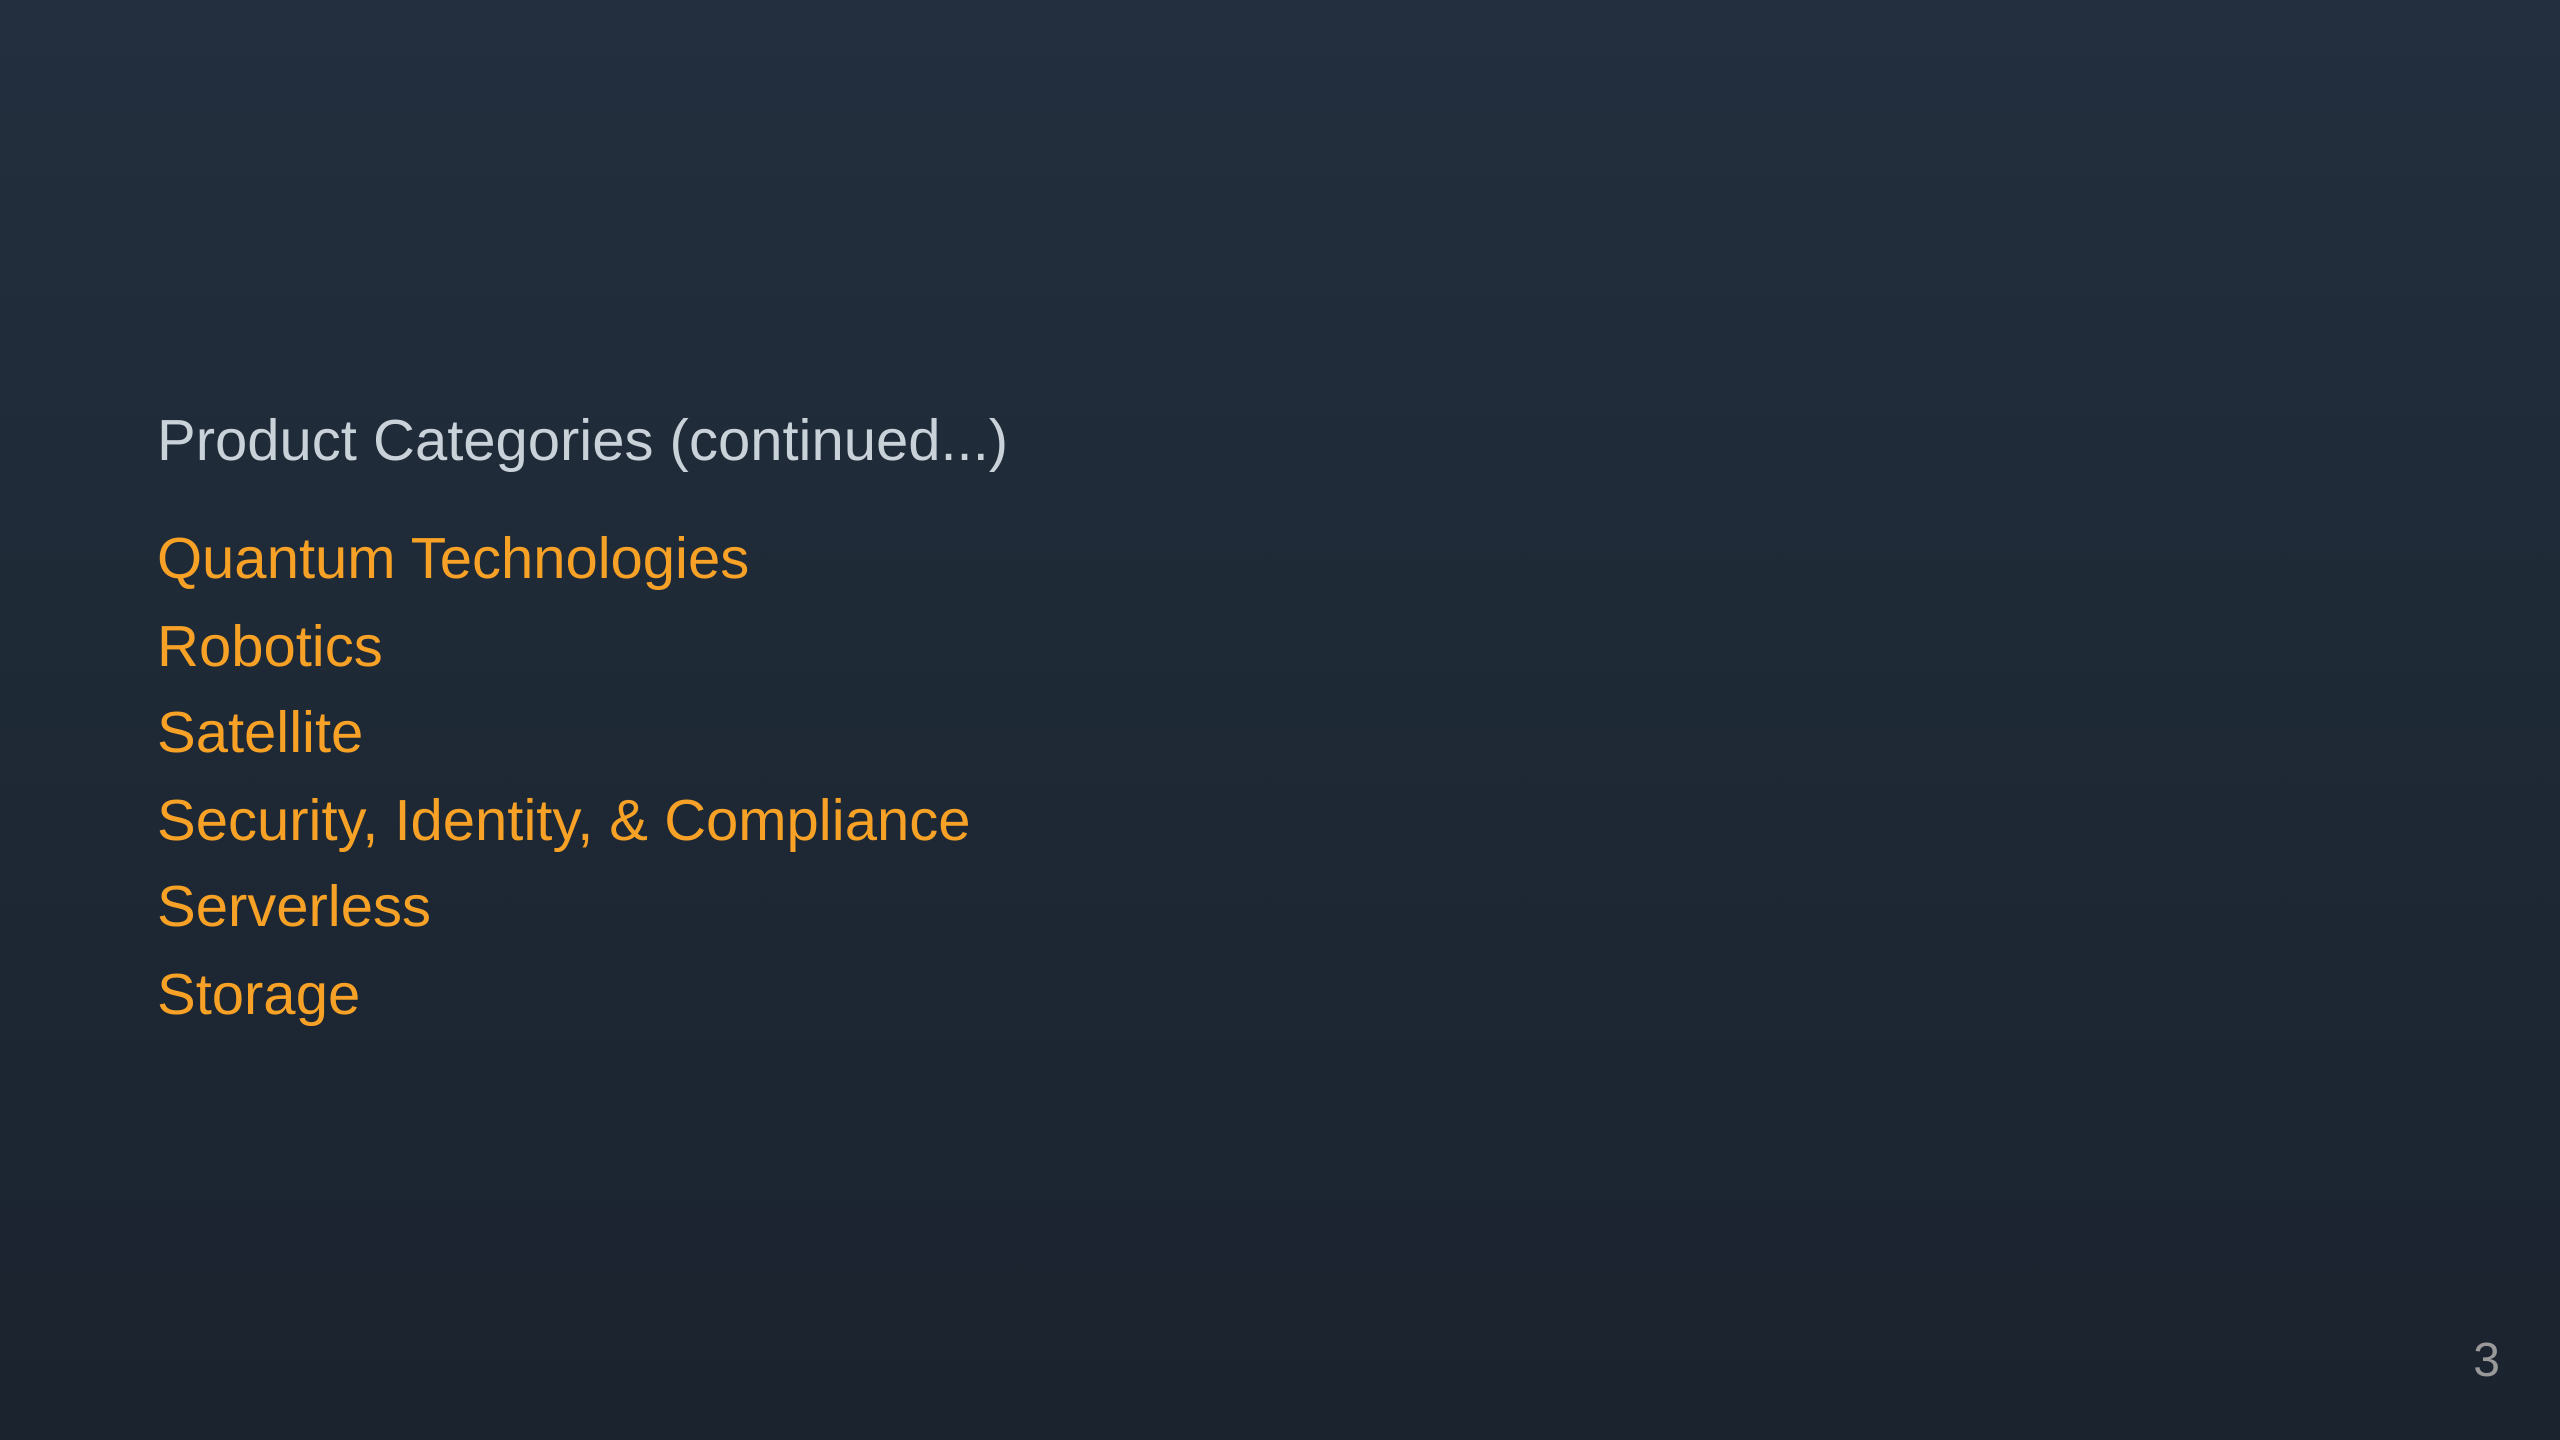 Product Categories (continued...)
Quantum Technologies
Robotics
Satellite
Security, Identity, & Compliance
Serverless
Storage
3